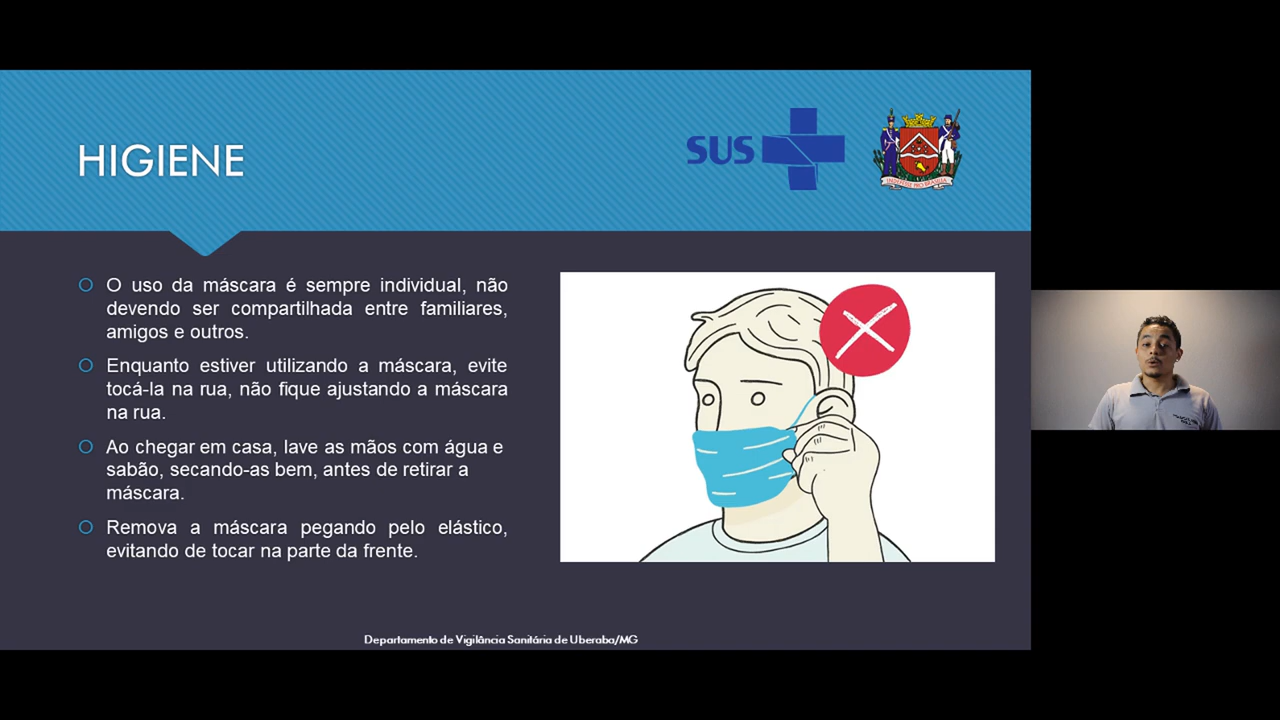 HIGIENE
SUS
O uso da máscara é sempre individual, não
devendo ser compartilhada entre familiares,
amigos e outros.
Enquanto estiver utilizando a máscara, evite
tocá-la na rua, não fique ajustando a máscara
na rua.
Ao chegar em casa, lave as mãos com água e
sabão, secando-as bem, antes de retirar a
máscara.
Remova a máscara pegando pelo elástico,
evitando de tocar na parte da frente.
Departamento de Vigilância Sanitária de Uberaba/MG